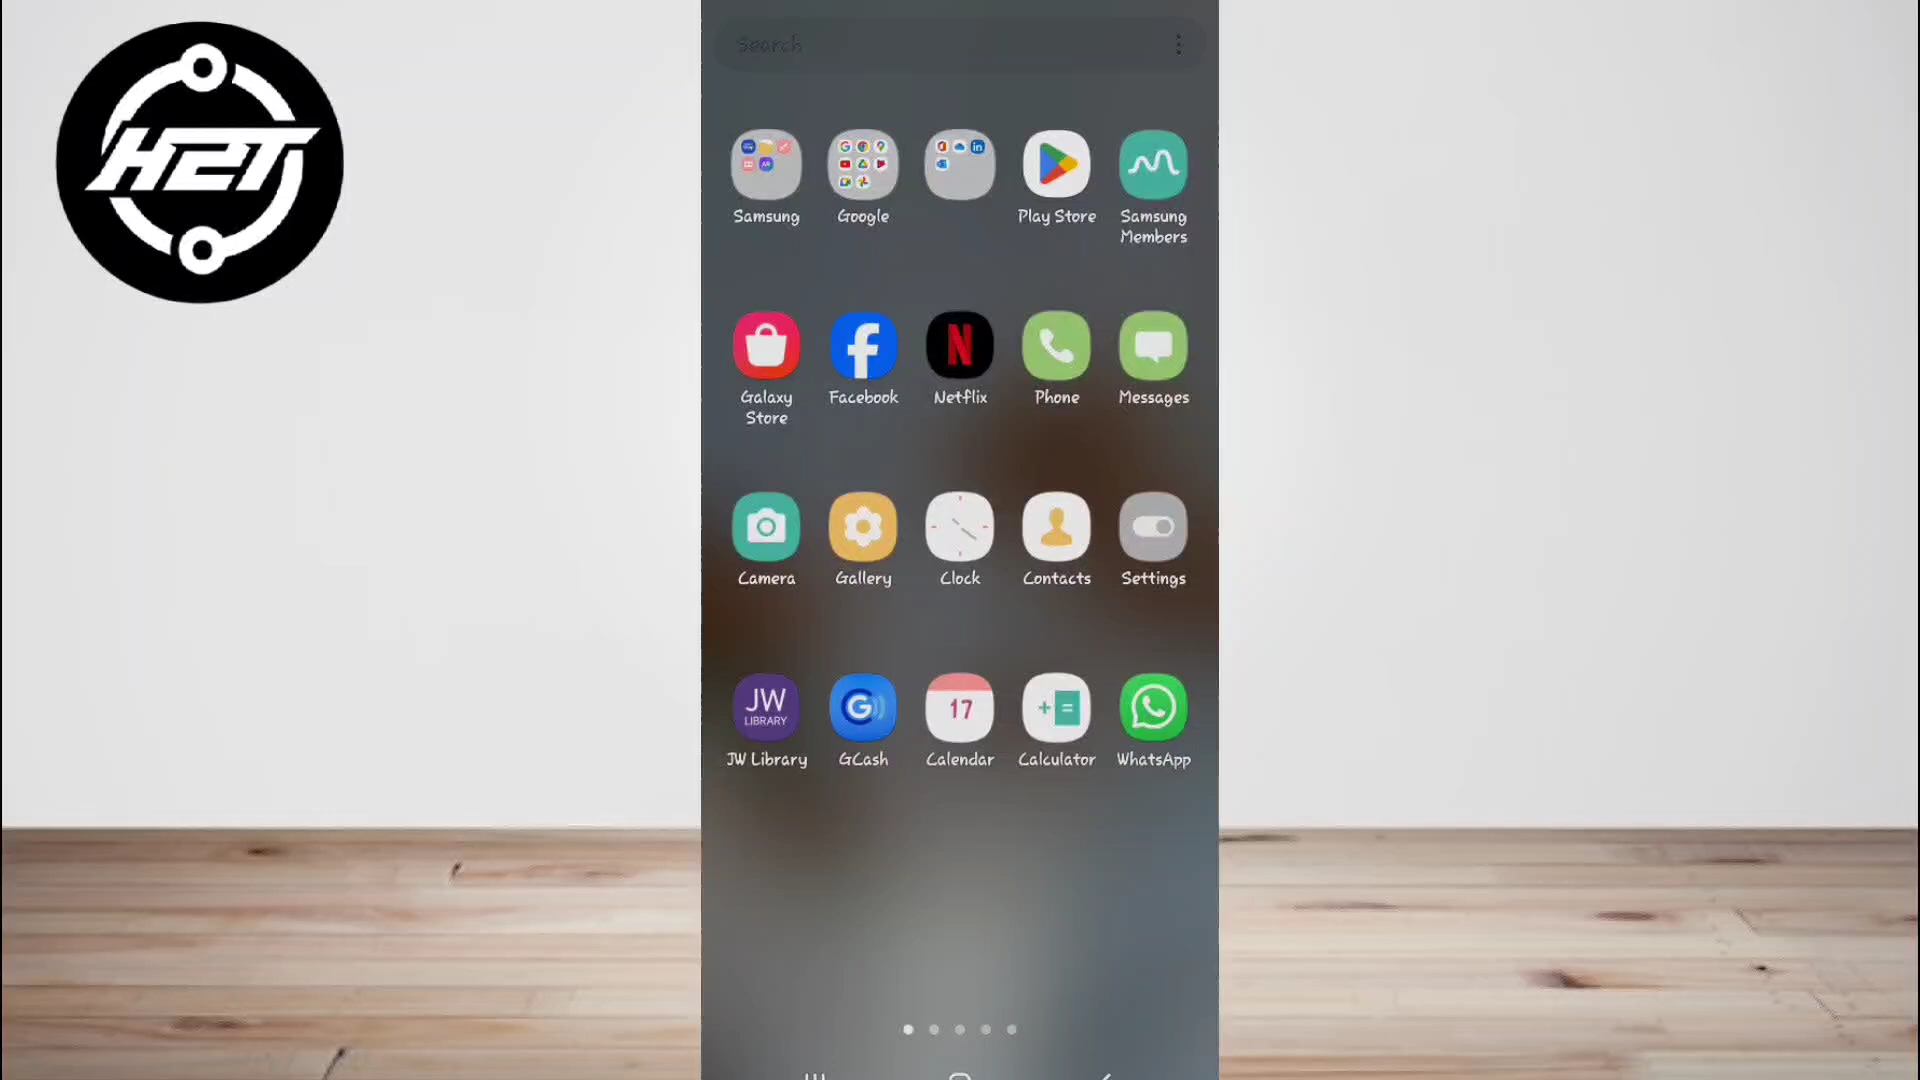 H2T
Search
Samsung
Google
Play Store
Samsung
Members
Galaxy
Store
Facebook
N
Netflix
Phone
Messages
Camera
Gallery
Clock
Contacts
Settings
JW
LIBRARY
JW Library
G
GCash
17
Calendar
+ =
Calculator
WhatsApp